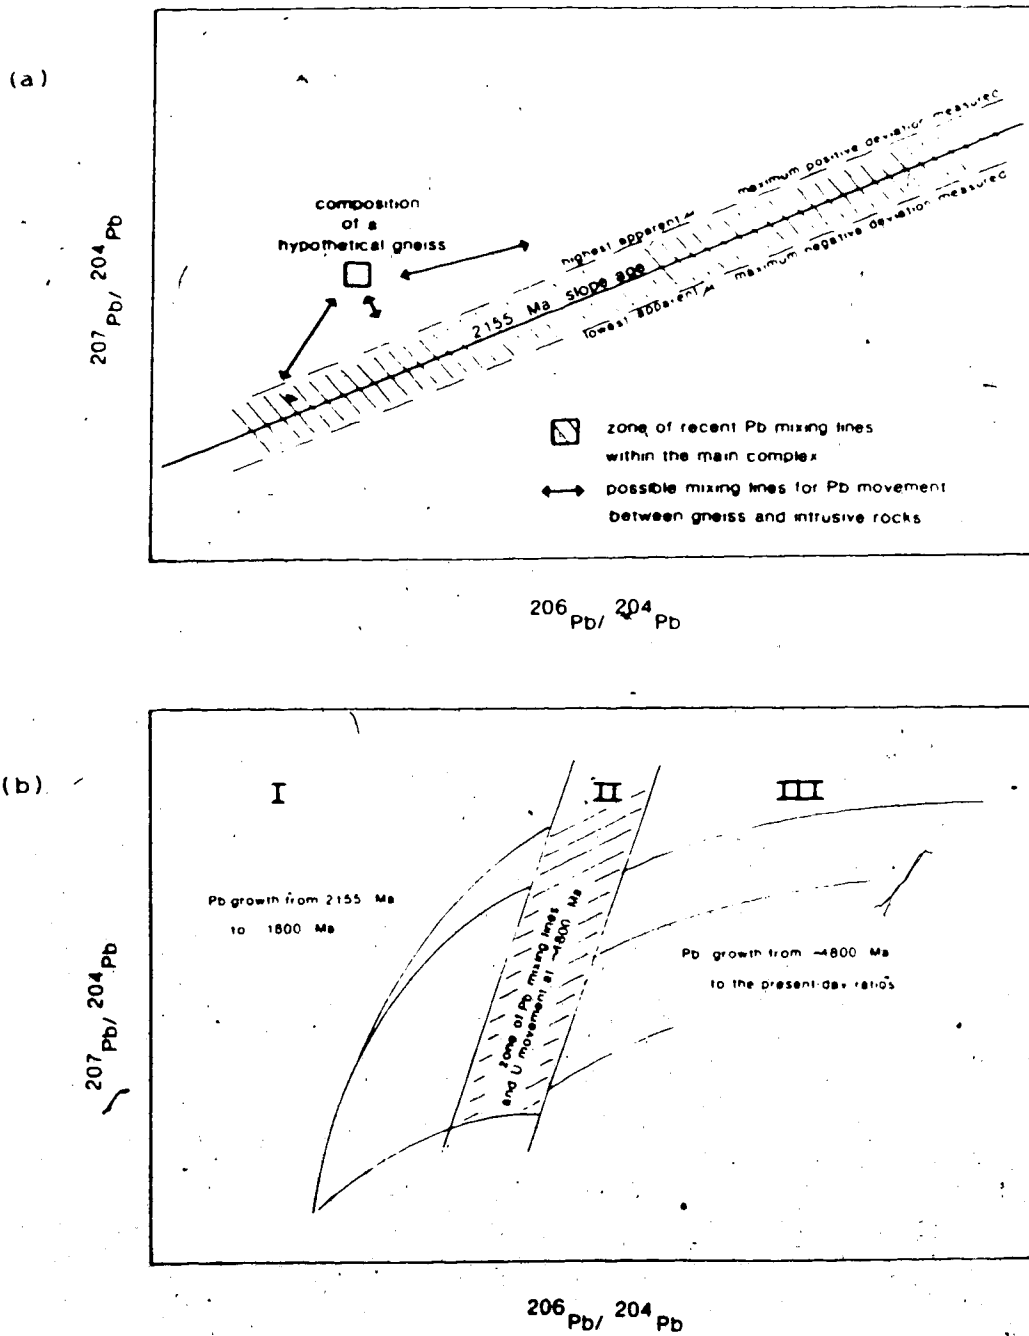 (a)
207Pb/ 204Pb
composition
of a
hypothetical gneiss
highest apparent μ
maximum positive deviation measured
2155 Ma slope age
lowest apparent μ
maximum negative deviation measured
zone of recent Pb mixing lines
within the main complex
possible mixing lines for Pb movement
between gneiss and intrusive rocks
206Pb/ 204Pb
(b)
207Pb/ 204Pb
I
II
III
Pb growth from 2155 Ma
to 1800 Ma
zone of Pb mixing lines
and U movement at ~1800 Ma
Pb growth from ~1800 Ma
to the present-day ratios
206Pb/ 204Pb